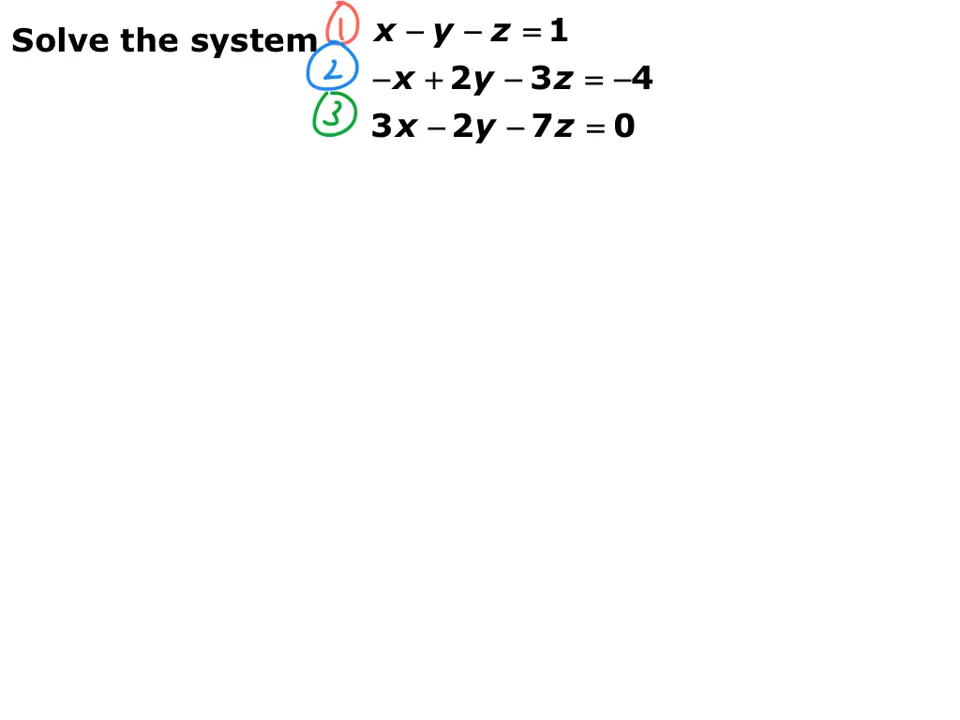 Solve the system ① x − y − z = 1
② −x + 2y − 3z = −4
③ 3x − 2y − 7z = 0